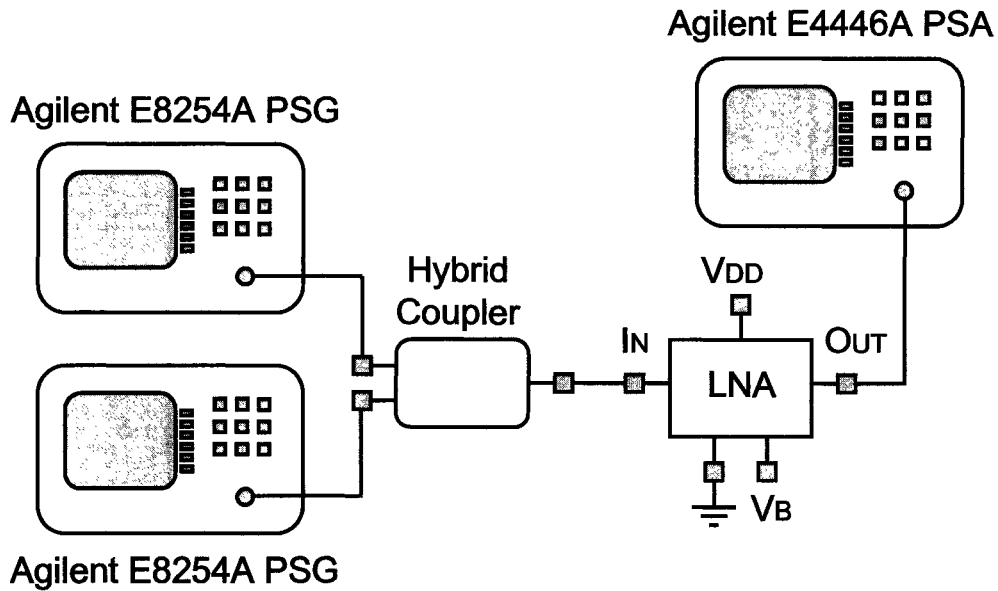 Agilent E4446A PSA
Agilent E8254A PSG
Hybrid
Coupler
VDD
IN
OUT
LNA
VB
Agilent E8254A PSG